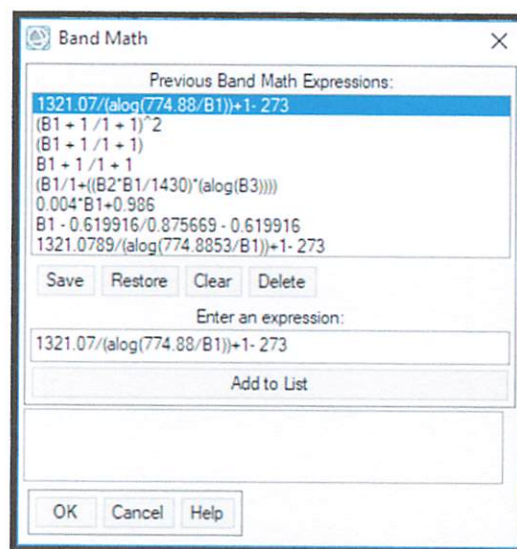 Band Math
Previous Band Math Expressions:
1321.07/(alog(774.88/B1))+1- 273
(B1 + 1 /1 + 1)^2
(B1 + 1 /1 + 1)
B1 + 1 /1 + 1
(B1/1+((B2*B1/1430)*(alog(B3))))
0.004*B1+0.986
B1 - 0.619916/0.875669 - 0.619916
1321.0789/(alog(774.8853/B1))+1- 273
Save Restore Clear Delete
Enter an expression:
1321.07/(alog(774.88/B1))+1- 273
Add to List
OK Cancel Help